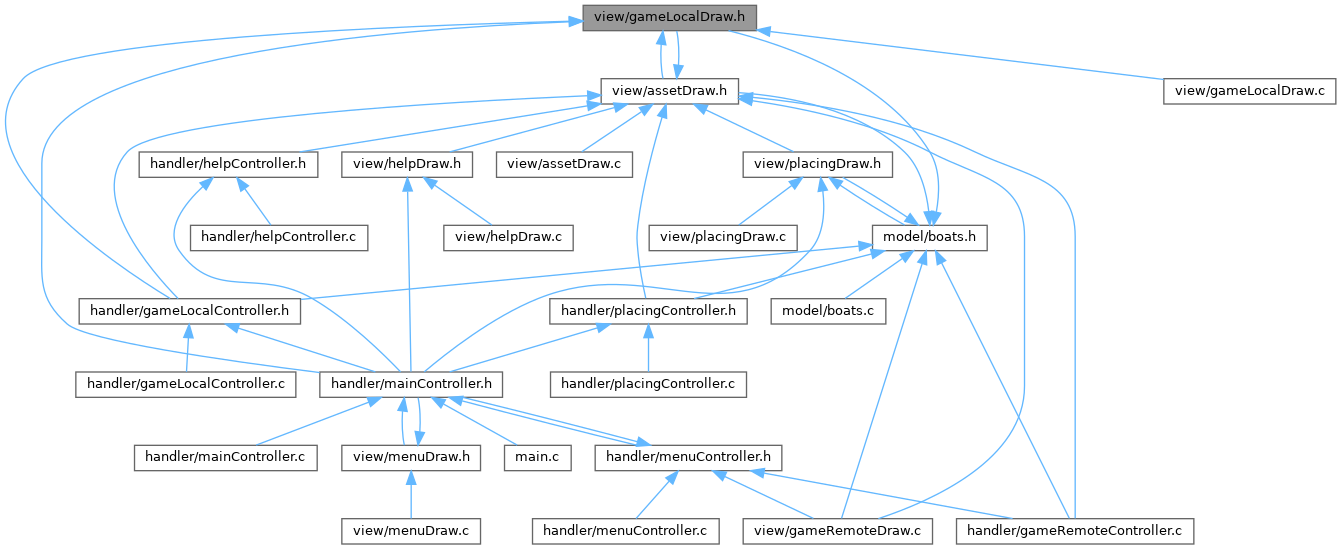 view/gameLocalDraw.h
view/assetDraw.h
view/gameLocalDraw.c
handler/helpController.h
view/helpDraw.h
view/assetDraw.c
view/placingDraw.h
handler/helpController.c
view/helpDraw.c
view/placingDraw.c
model/boats.h
handler/gameLocalController.h
handler/placingController.h
model/boats.c
handler/gameLocalController.c
handler/mainController.h
handler/placingController.c
handler/mainController.c
view/menuDraw.h
main.c
handler/menuController.h
view/menuDraw.c
handler/menuController.c
view/gameRemoteDraw.c
handler/gameRemoteController.c